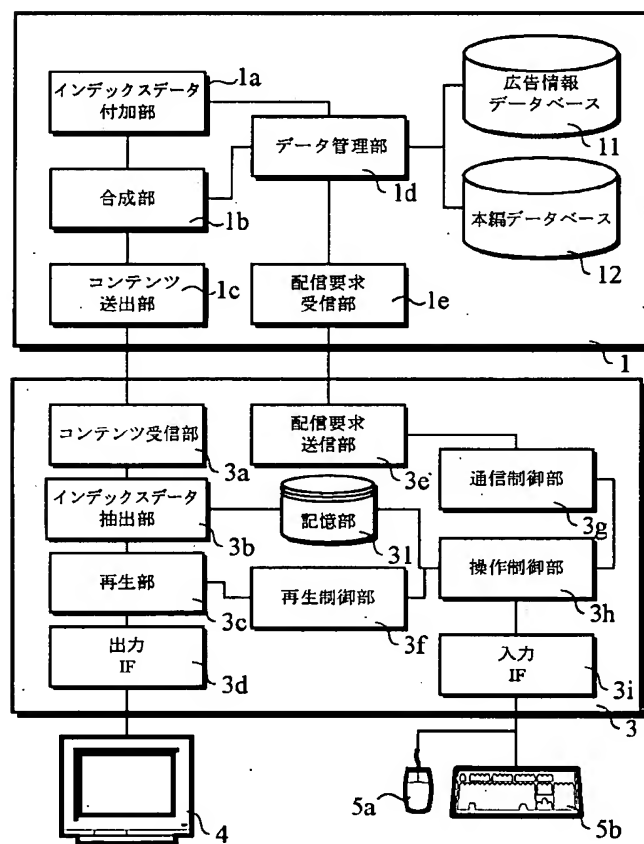 インデックスデータ
付加部
1a
広告情報
データベース
11
データ管理部
1d
合成部
1b
本編データベース
12
コンテンツ
送出部
1c
配信要求
受信部
1e
1
コンテンツ受信部
3a
配信要求
送信部
3e
通信制御部
3g
インデックスデータ
抽出部
3b
記憶部
31
操作制御部
3h
再生部
3c
再生制御部
3f
出力
IF
3d
入力
IF
3i
3
4
5a
5b